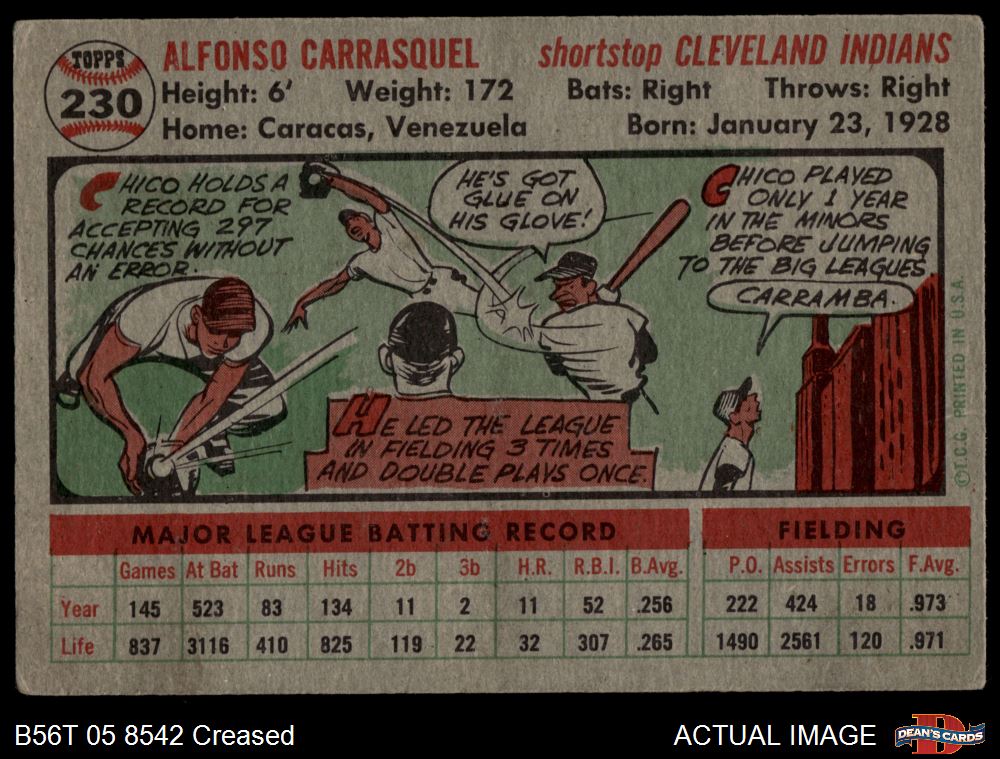 TOPPS
230
ALFONSO CARRASQUEL shortstop CLEVELAND INDIANS
Height: 6' Weight: 172 Bats: Right Throws: Right
Home: Caracas, Venezuela Born: January 23, 1928
CHICO HOLDS A
RECORD FOR
ACCEPTING 297
CHANCES WITHOUT
AN ERROR.
HE'S GOT
GLUE ON
HIS GLOVE!
CHICO PLAYED
ONLY 1 YEAR
IN THE MINORS
BEFORE JUMPING
TO THE BIG LEAGUES
CARRAMBA.
HE LED THE LEAGUE
IN FIELDING 3 TIMES
AND DOUBLE PLAYS ONCE.
©T.C.G. PRINTED IN U.S.A.
MAJOR LEAGUE BATTING RECORD FIELDING
Games At Bat Runs Hits 2b 3b H.R. R.B.I. B.Avg. P.O. Assists Errors F.Avg.
Year 145 523 83 134 11 2 11 52 .256 222 424 18 .973
Life 837 3116 410 825 119 22 32 307 .265 1490 2561 120 .971
B56T 05 8542 Creased ACTUAL IMAGE
D
DEAN'S CARDS